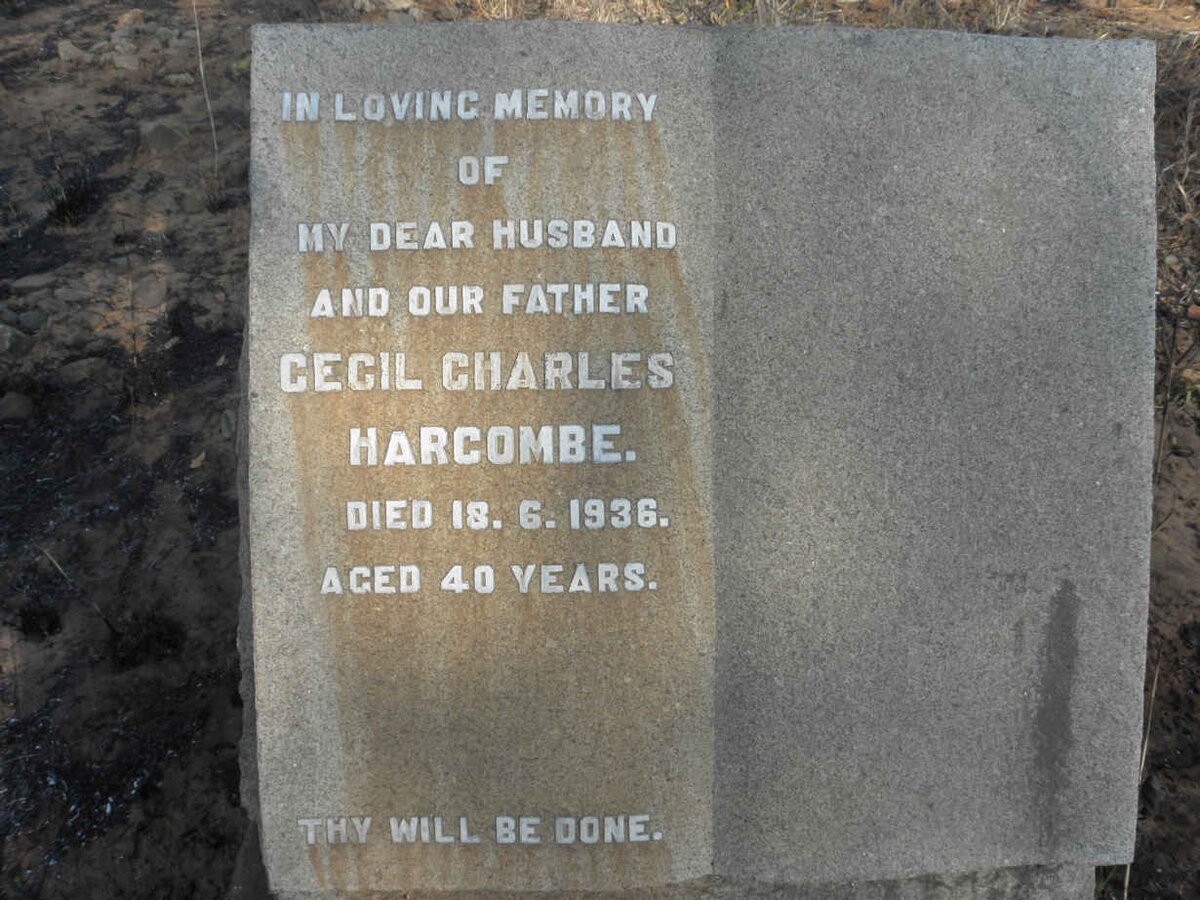 IN LOVING MEMORY
OF
MY DEAR HUSBAND
AND OUR FATHER
CECIL CHARLES
HARCOMBE.
DIED 18. 6. 1936.
AGED 40 YEARS.
THY WILL BE DONE.